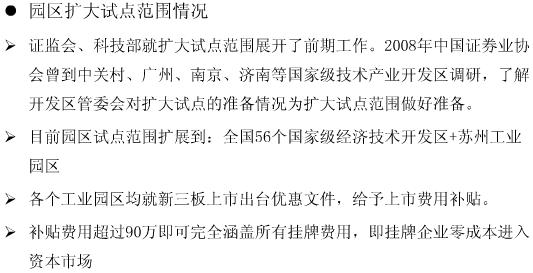 ● 园区扩大试点范围情况
➢ 证监会、科技部就扩大试点范围展开了前期工作。2008年中国证券业协
会曾到中关村、广州、南京、济南等国家级技术产业开发区调研，了解
开发区管委会对扩大试点的准备情况为扩大试点范围做好准备。
➢ 目前园区试点范围扩展到：全国56个国家级经济技术开发区+苏州工业
园区
➢ 各个工业园区均就新三板上市出台优惠文件，给予上市费用补贴。
➢ 补贴费用超过90万即可完全涵盖所有挂牌费用，即挂牌企业零成本进入
资本市场